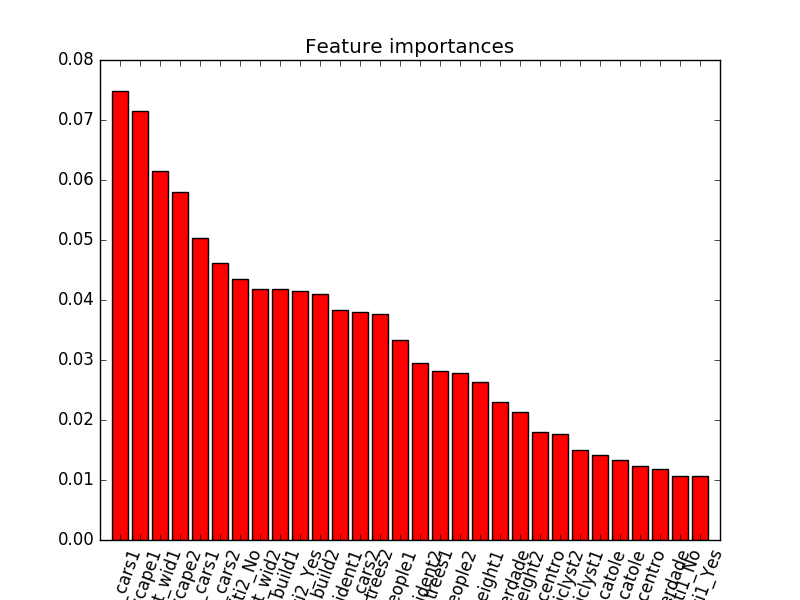 Feature importances
0.08
0.07
0.06
0.05
0.04
0.03
0.02
0.01
0.00
_cars1
cape1
t_wid1
cape2
_cars1
_cars2
ti2_No
t_wid2
build1
i2_Yes
build2
ident1
cars2
trees2
eople1
ident2
trees1
eople2
eight1
erdade
eight2
centro
iclyst2
iclyst1
catole
catole
centro
erdade
ti1_No
i1_Yes